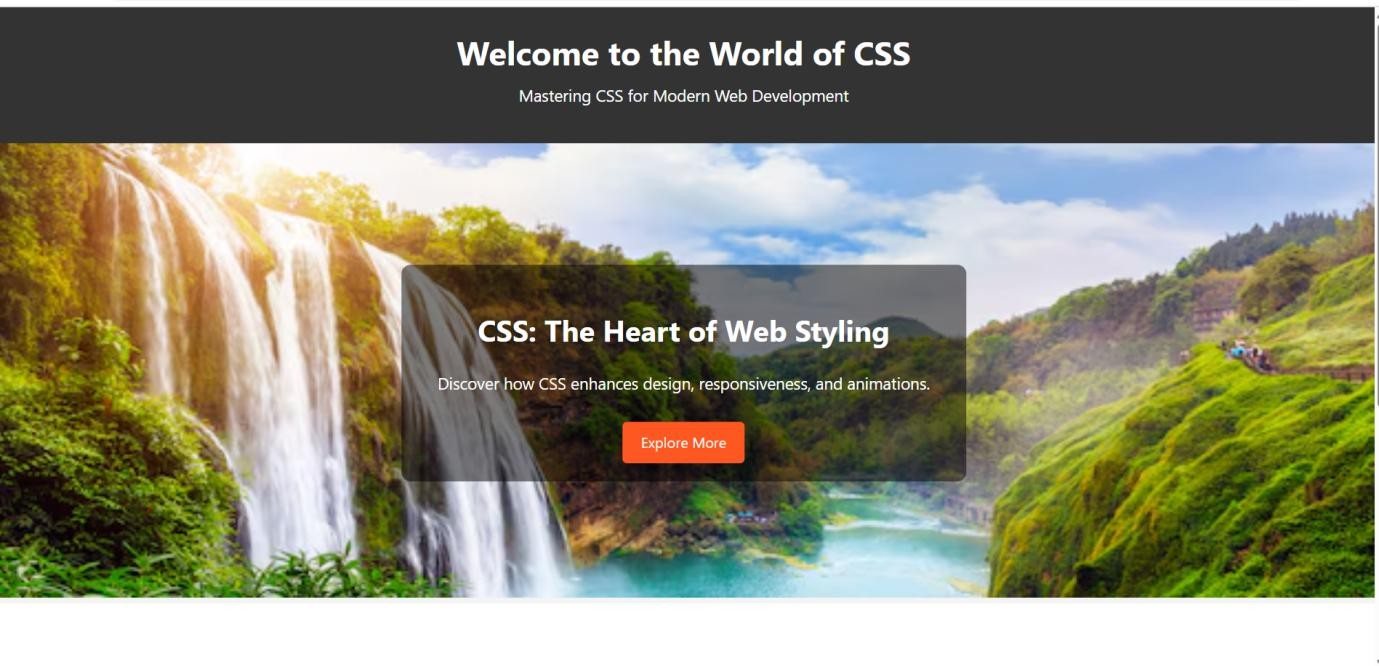 Welcome to the World of CSS
Mastering CSS for Modern Web Development
CSS: The Heart of Web Styling
Discover how CSS enhances design, responsiveness, and animations.
Explore More